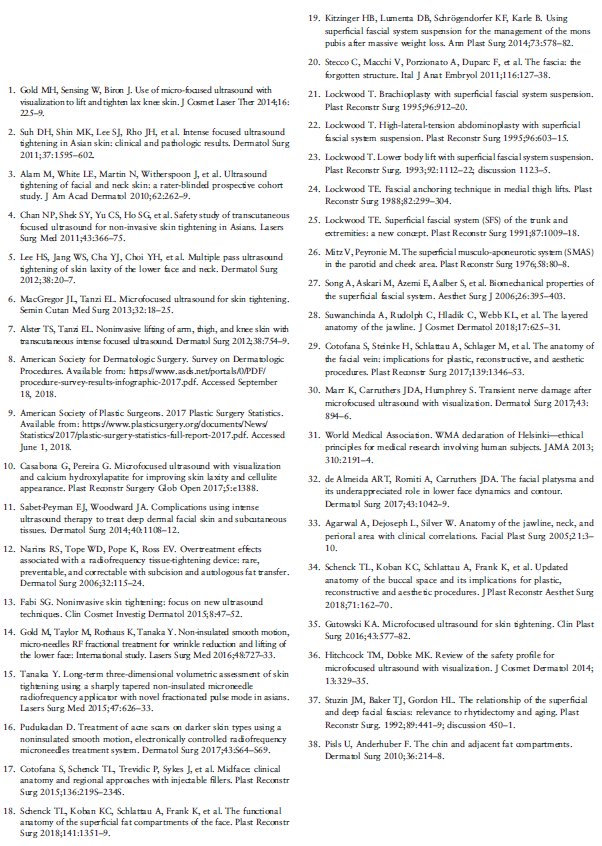 1. Gold MH, Sensing W, Biron J. Use of micro-focused ultrasound with
visualization to lift and tighten lax knee skin. J Cosmet Laser Ther 2014;16:
225–9.
2. Suh DH, Shin MK, Lee SJ, Rho JH, et al. Intense focused ultrasound
tightening in Asian skin: clinical and pathologic results. Dermatol Surg
2011;37:1595–602.
3. Alam M, White LE, Martin N, Witherspoon J, et al. Ultrasound
tightening of facial and neck skin: a rater-blinded prospective cohort
study. J Am Acad Dermatol 2010;62:262–9.
4. Chan NP, Shek SY, Yu CS, Ho SG, et al. Safety study of transcutaneous
focused ultrasound for non-invasive skin tightening in Asians. Lasers
Surg Med 2011;43:366–75.
5. Lee HS, Jang WS, Cha YJ, Choi YH, et al. Multiple pass ultrasound
tightening of skin laxity of the lower face and neck. Dermatol Surg
2012;38:20–7.
6. MacGregor JL, Tanzi EL. Microfocused ultrasound for skin tightening.
Semin Cutan Med Surg 2013;32:18–25.
7. Alster TS, Tanzi EL. Noninvasive lifting of arm, thigh, and knee skin with
transcutaneous intense focused ultrasound. Dermatol Surg 2012;38:754–9.
8. American Society for Dermatologic Surgery. Survey on Dermatologic
Procedures. Available from: https://www.asds.net/portals/0/PDF/
procedure-survey-results-infographic-2017.pdf. Accessed September
18, 2018.
9. American Society of Plastic Surgeons. 2017 Plastic Surgery Statistics.
Available from: https://www.plasticsurgery.org/documents/News/
Statistics/2017/plastic-surgery-statistics-full-report-2017.pdf. Accessed
June 1, 2018.
10. Casabona G, Pereira G. Microfocused ultrasound with visualization
and calcium hydroxylapatite for improving skin laxity and cellulite
appearance. Plast Reconstr Surgery Glob Open 2017;5:e1388.
11. Sabet-Peyman EJ, Woodward JA. Complications using intense
ultrasound therapy to treat deep dermal facial skin and subcutaneous
tissues. Dermatol Surg 2014;40:1108–12.
12. Narins RS, Tope WD, Pope K, Ross EV. Overtreatment effects
associated with a radiofrequency tissue-tightening device: rare,
preventable, and correctable with subcision and autologous fat transfer.
Dermatol Surg 2006;32:115–24.
13. Fabi SG. Noninvasive skin tightening: focus on new ultrasound
techniques. Clin Cosmet Investig Dermatol 2015;8:47–52.
14. Gold M, Taylor M, Rothaus K, Tanaka Y. Non-insulated smooth motion,
micro-needles RF fractional treatment for wrinkle reduction and lifting of
the lower face: International study. Lasers Surg Med 2016;48:727–33.
15. Tanaka Y. Long-term three-dimensional volumetric assessment of skin
tightening using a sharply tapered non-insulated microneedle
radiofrequency applicator with novel fractionated pulse mode in asians.
Lasers Surg Med 2015;47:626–33.
16. Pudukadan D. Treatment of acne scars on darker skin types using a
noninsulated smooth motion, electronically controlled radiofrequency
microneedles treatment system. Dermatol Surg 2017;43:S64–S69.
17. Cotofana S, Schenck TL, Trevidic P, Sykes J, et al. Midface: clinical
anatomy and regional approaches with injectable fillers. Plast Reconstr
Surg 2015;136:219S–234S.
18. Schenck TL, Koban KC, Schlattau A, Frank K, et al. The functional
anatomy of the superficial fat compartments of the face. Plast Reconstr
Surg 2018;141:1351–9.
19. Kitzinger HB, Lumenta DB, Schrögendorfer KF, Karle B. Using
superficial fascial system suspension for the management of the mons
pubis after massive weight loss. Ann Plast Surg 2014;73:578–82.
20. Stecco C, Macchi V, Porzionato A, Duparc F, et al. The fascia: the
forgotten structure. Ital J Anat Embryol 2011;116:127–38.
21. Lockwood T. Brachioplasty with superficial fascial system suspension.
Plast Reconstr Surg 1995;96:912–20.
22. Lockwood T. High-lateral-tension abdominoplasty with superficial
fascial system suspension. Plast Reconstr Surg 1995;96:603–15.
23. Lockwood T. Lower body lift with superficial fascial system suspension.
Plast Reconstr Surg. 1993;92:1112–22; discussion 1123–5.
24. Lockwood TE. Fascial anchoring technique in medial thigh lifts. Plast
Reconstr Surg 1988;82:299–304.
25. Lockwood TE. Superficial fascial system (SFS) of the trunk and
extremities: a new concept. Plast Reconstr Surg 1991;87:1009–18.
26. Mitz V, Peyronie M. The superficial musculo-aponeurotic system (SMAS)
in the parotid and cheek area. Plast Reconstr Surg 1976;58:80–8.
27. Song A, Askari M, Azemi E, Aalber S, et al. Biomechanical properties of
the superficial fascial system. Aesthet Surg J 2006;26:395–403.
28. Suwanchinda A, Rudolph C, Hladik C, Webb KL, et al. The layered
anatomy of the jawline. J Cosmet Dermatol 2018;17:625–31.
29. Cotofana S, Steinke H, Schlattau A, Schlager M, et al. The anatomy of
the facial vein: implications for plastic, reconstructive, and aesthetic
procedures. Plast Reconstr Surg 2017;139:1346–53.
30. Marr K, Carruthers JDA, Humphrey S. Transient nerve damage after
microfocused ultrasound with visualization. Dermatol Surg 2017;43:
894–6.
31. World Medical Association. WMA declaration of Helsinki—ethical
principles for medical research involving human subjects. JAMA 2013;
310:2191–4.
32. de Almeida ART, Romiti A, Carruthers JDA. The facial platysma and
its underappreciated role in lower face dynamics and contour.
Dermatol Surg 2017;43:1042–9.
33. Agarwal A, Dejoseph L, Silver W. Anatomy of the jawline, neck, and
perioral area with clinical correlations. Facial Plast Surg 2005;21:3–
10.
34. Schenck TL, Koban KC, Schlattau A, Frank K, et al. Updated
anatomy of the buccal space and its implications for plastic,
reconstructive and aesthetic procedures. J Plast Reconstr Aesthet Surg
2018;71:162–70.
35. Gutowski KA. Microfocused ultrasound for skin tightening. Clin Plast
Surg 2016;43:577–82.
36. Hitchcock TM, Dobke MK. Review of the safety profile for
microfocused ultrasound with visualization. J Cosmet Dermatol 2014;
13:329–35.
37. Stuzin JM, Baker TJ, Gordon HL. The relationship of the superficial
and deep facial fascias: relevance to rhytidectomy and aging. Plast
Reconstr Surg. 1992;89:441–9; discussion 450–1.
38. Pisls U, Anderhuber F. The chin and adjacent fat compartments.
Dermatol Surg 2010;36:214–8.